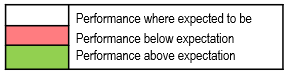 Performance where expected to be
Performance below expectation
Performance above expectation